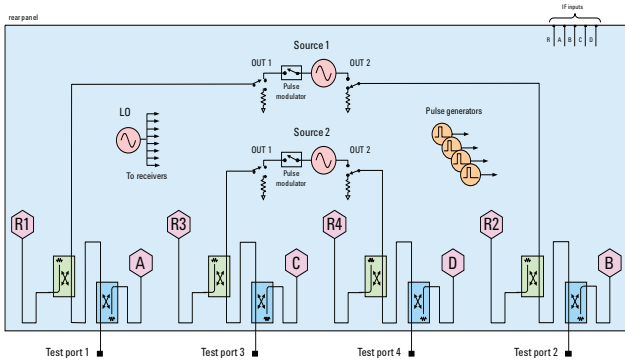 IF inputs
rear panel
R A B C D
Source 1
OUT 1
OUT 2
Pulse
modulator
LO
To receivers
Pulse generators
Source 2
OUT 1
OUT 2
Pulse
modulator
R1
R3
R4
R2
A
C
D
B
Test port 1
Test port 3
Test port 4
Test port 2